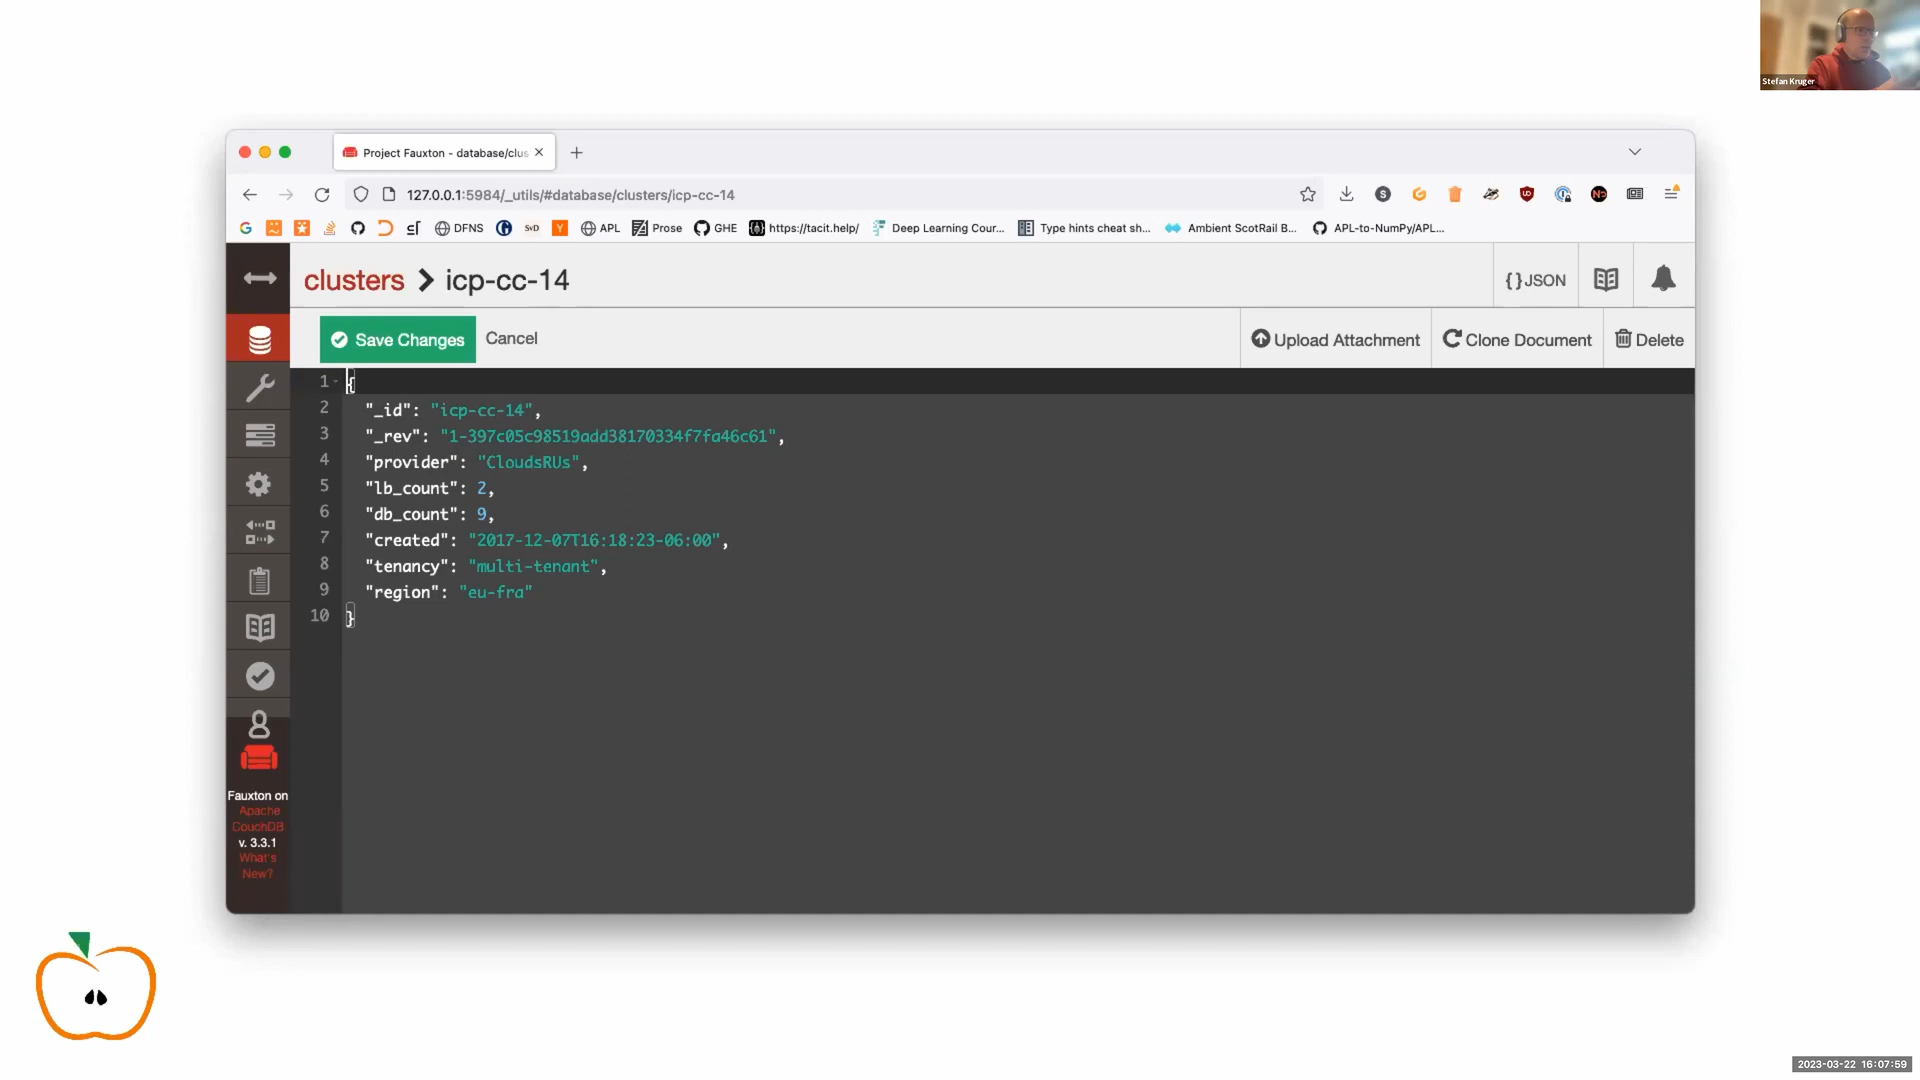 Stefan Kruger
Project Fauxton - database/clus
127.0.0.1:5984/_utils/#database/clusters/icp-cc-14
DFNS
SvD
APL
Prose
GHE
https://tacit.help/
Deep Learning Cour...
Type hints cheat sh...
Ambient ScotRail B...
APL-to-NumPy/APL...
clusters > icp-cc-14
{}JSON
Save Changes
Cancel
Upload Attachment
Clone Document
Delete
1 {
2 "_id": "icp-cc-14",
3 "_rev": "1-397c05c98519add38170334f7fa46c61",
4 "provider": "CloudsRUs",
5 "lb_count": 2,
6 "db_count": 9,
7 "created": "2017-12-07T16:18:23-06:00",
8 "tenancy": "multi-tenant",
9 "region": "eu-fra"
10 }
Fauxton on
Apache
CouchDB
v. 3.3.1
What's
New?
2023-03-22 16:07:59